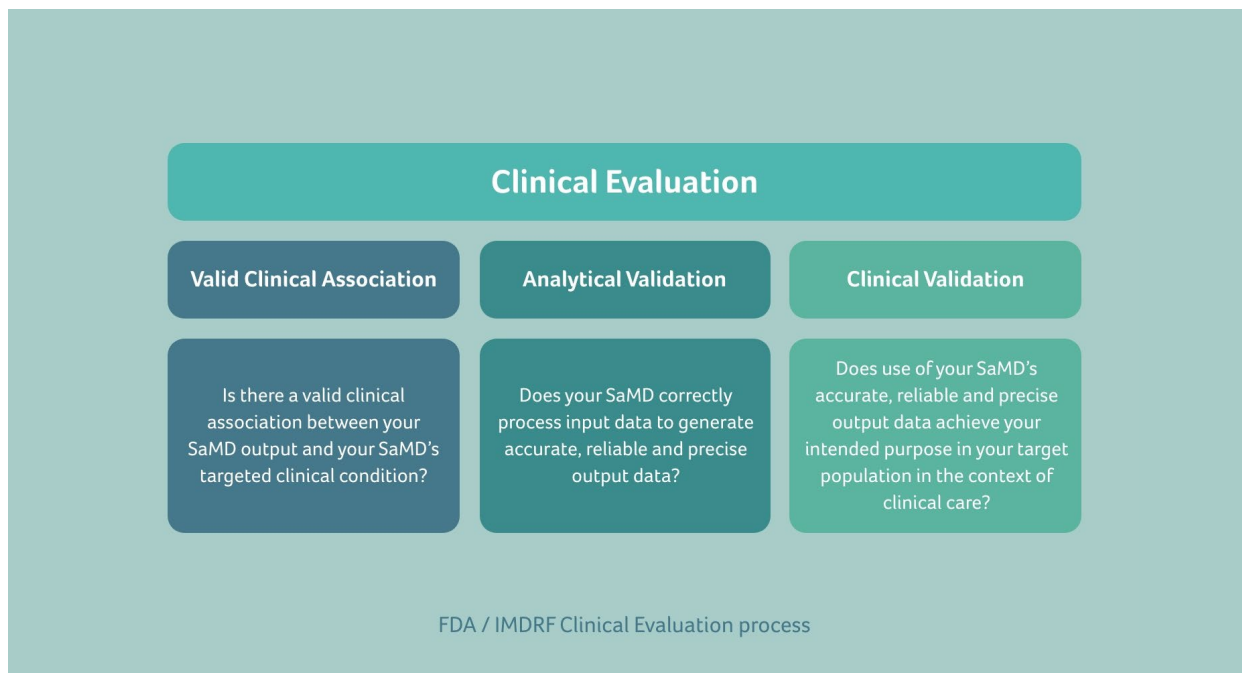 Clinical Evaluation
Valid Clinical Association
Analytical Validation
Clinical Validation
Is there a valid clinical
association between your
SaMD output and your SaMD’s
targeted clinical condition?
Does your SaMD correctly
process input data to generate
accurate, reliable and precise
output data?
Does use of your SaMD’s
accurate, reliable and precise
output data achieve your
intended purpose in your target
population in the context of
clinical care?
FDA / IMDRF Clinical Evaluation process